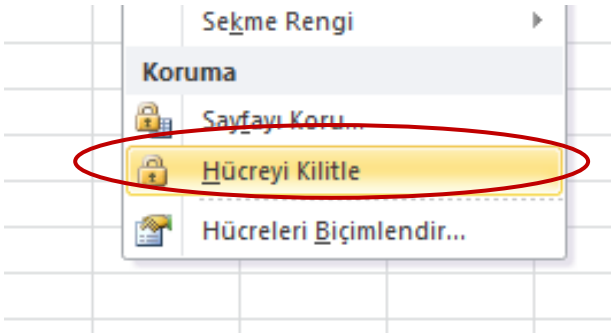 Sekme Rengi
Koruma
Sayfayı Koru...
Hücreyi Kilitle
Hücreleri Biçimlendir...